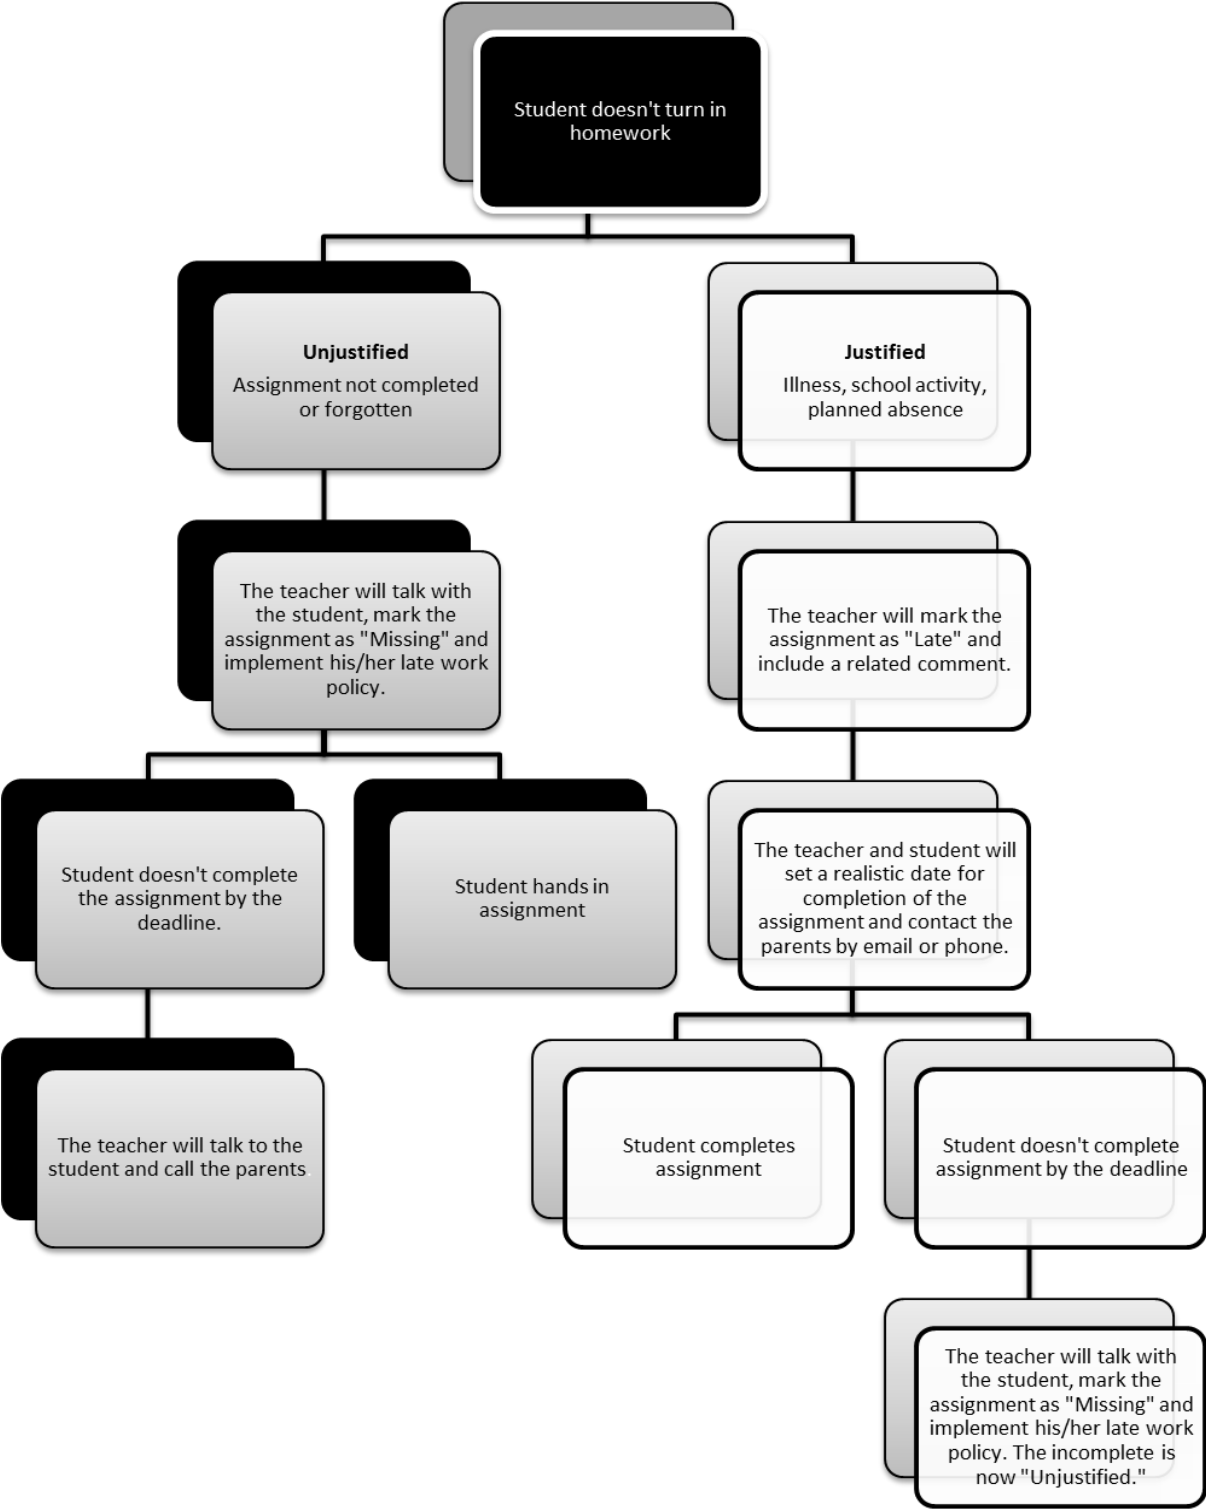 Student doesn't turn in
homework
Unjustified
Assignment not completed
or forgotten
Justified
Illness, school activity,
planned absence
The teacher will talk with
the student, mark the
assignment as "Missing" and
implement his/her late work
policy.
The teacher will mark the
assignment as "Late" and
include a related comment.
Student doesn't complete
the assignment by the
deadline.
Student hands in
assignment
The teacher and student will
set a realistic date for
completion of the
assignment and contact the
parents by email or phone.
The teacher will talk to the
student and call the parents.
Student completes
assignment
Student doesn't complete
assignment by the deadline
The teacher will talk with
the student, mark the
assignment as "Missing" and
implement his/her late work
policy. The incomplete is
now "Unjustified."